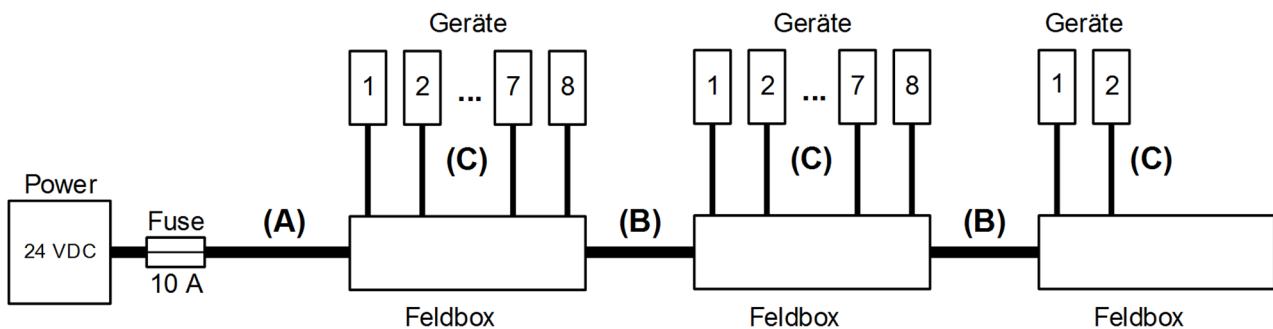 Geräte
Geräte
Geräte
1 2 ... 7 8
1 2 ... 7 8
1 2
(C)
(C)
(C)
Power
24 VDC
Fuse
10 A
(A)
(B)
(B)
Feldbox
Feldbox
Feldbox